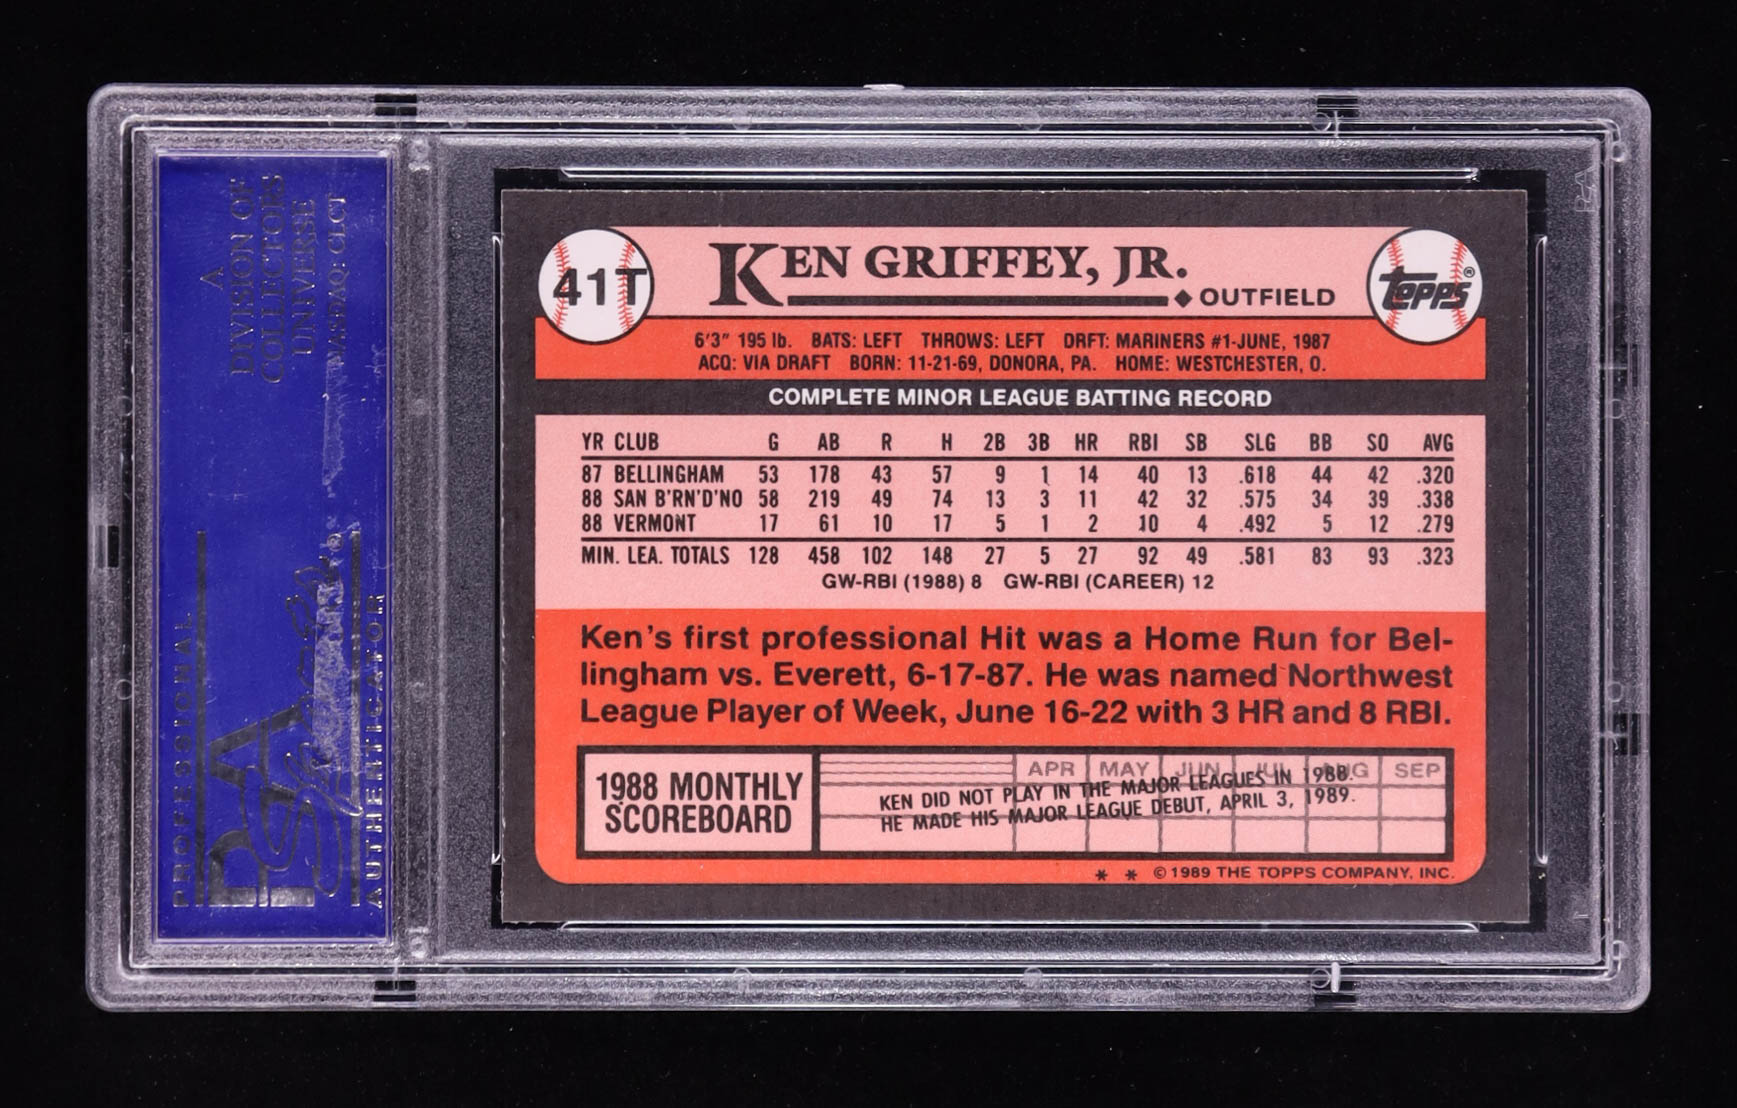 A
DIVISION OF
COLLECTORS
UNIVERSE
NASDAQ: CLCT
PROFESSIONAL
PSA
AUTHENTICATOR
41T
KEN GRIFFEY, JR.
◆ OUTFIELD
topps®
6'3" 195 lb. BATS: LEFT THROWS: LEFT DRFT: MARINERS #1-JUNE, 1987
ACQ: VIA DRAFT BORN: 11-21-69, DONORA, PA. HOME: WESTCHESTER, O.
COMPLETE MINOR LEAGUE BATTING RECORD
YR CLUB G AB R H 2B 3B HR RBI SB SLG BB SO AVG
87 BELLINGHAM 53 178 43 57 9 1 14 40 13 .618 44 42 .320
88 SAN B'RN'D'NO 58 219 49 74 13 3 11 42 32 .575 34 39 .338
88 VERMONT 17 61 10 17 5 1 2 10 4 .492 5 12 .279
MIN. LEA. TOTALS 128 458 102 148 27 5 27 92 49 .581 83 93 .323
GW-RBI (1988) 8 GW-RBI (CAREER) 12
Ken's first professional Hit was a Home Run for Bel-
lingham vs. Everett, 6-17-87. He was named Northwest
League Player of Week, June 16-22 with 3 HR and 8 RBI.
1988 MONTHLY
SCOREBOARD
APR MAY JUN JUL AUG SEP
KEN DID NOT PLAY IN THE MAJOR LEAGUES IN 1988.
HE MADE HIS MAJOR LEAGUE DEBUT, APRIL 3, 1989.
* * © 1989 THE TOPPS COMPANY, INC.